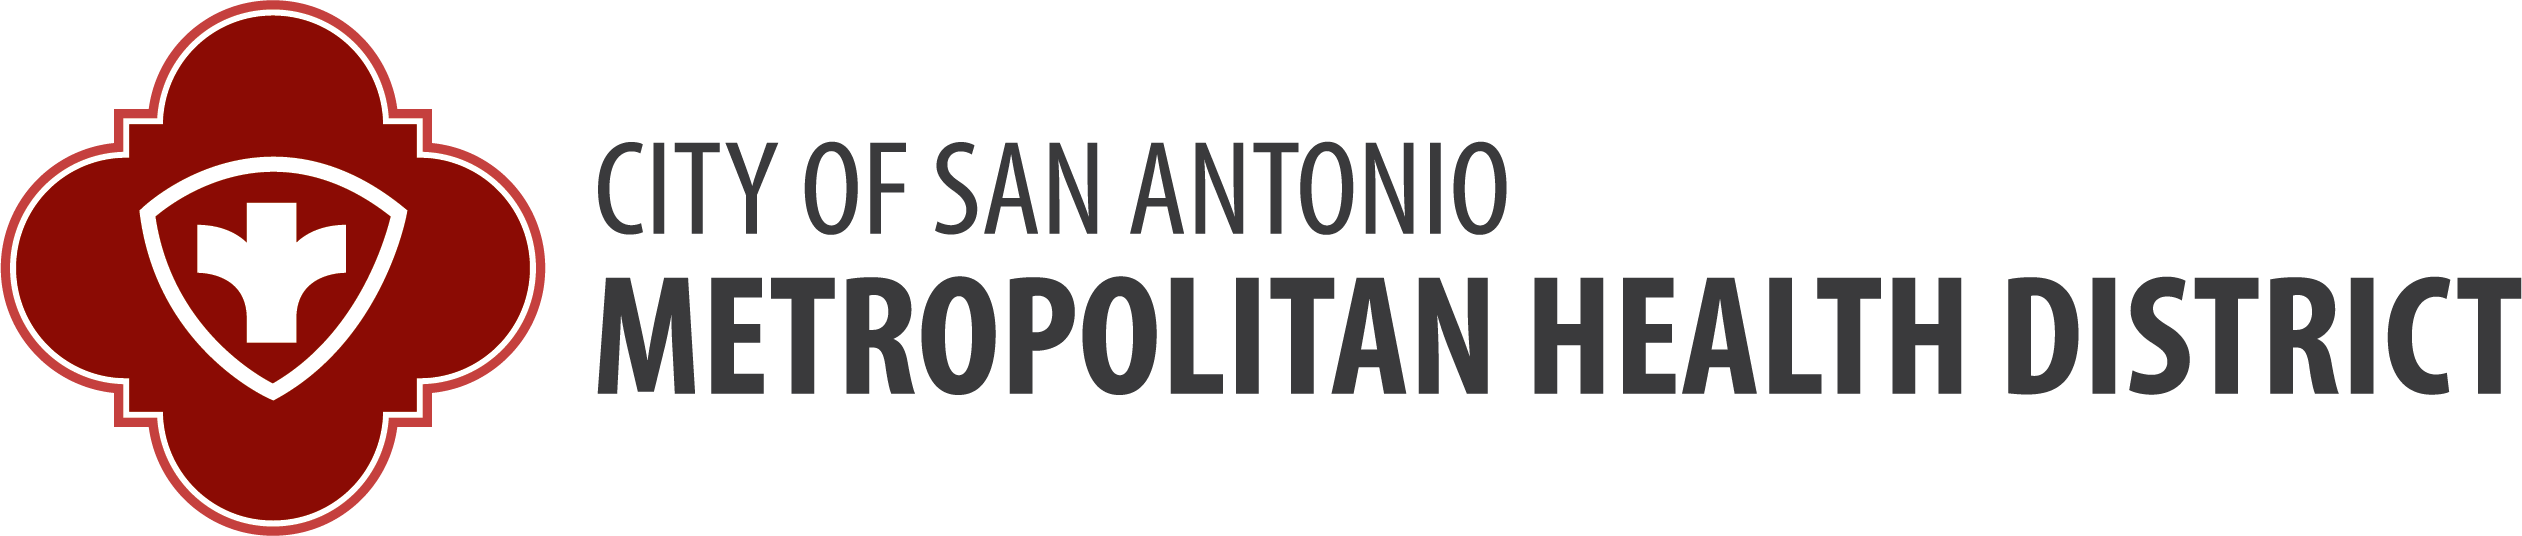 CITY OF SAN ANTONIO
METROPOLITAN HEALTH DISTRICT